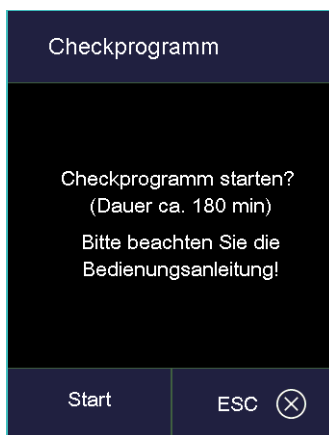 Checkprogramm
Checkprogramm starten?
(Dauer ca. 180 min)
Bitte beachten Sie die
Bedienungsanleitung!
Start
ESC